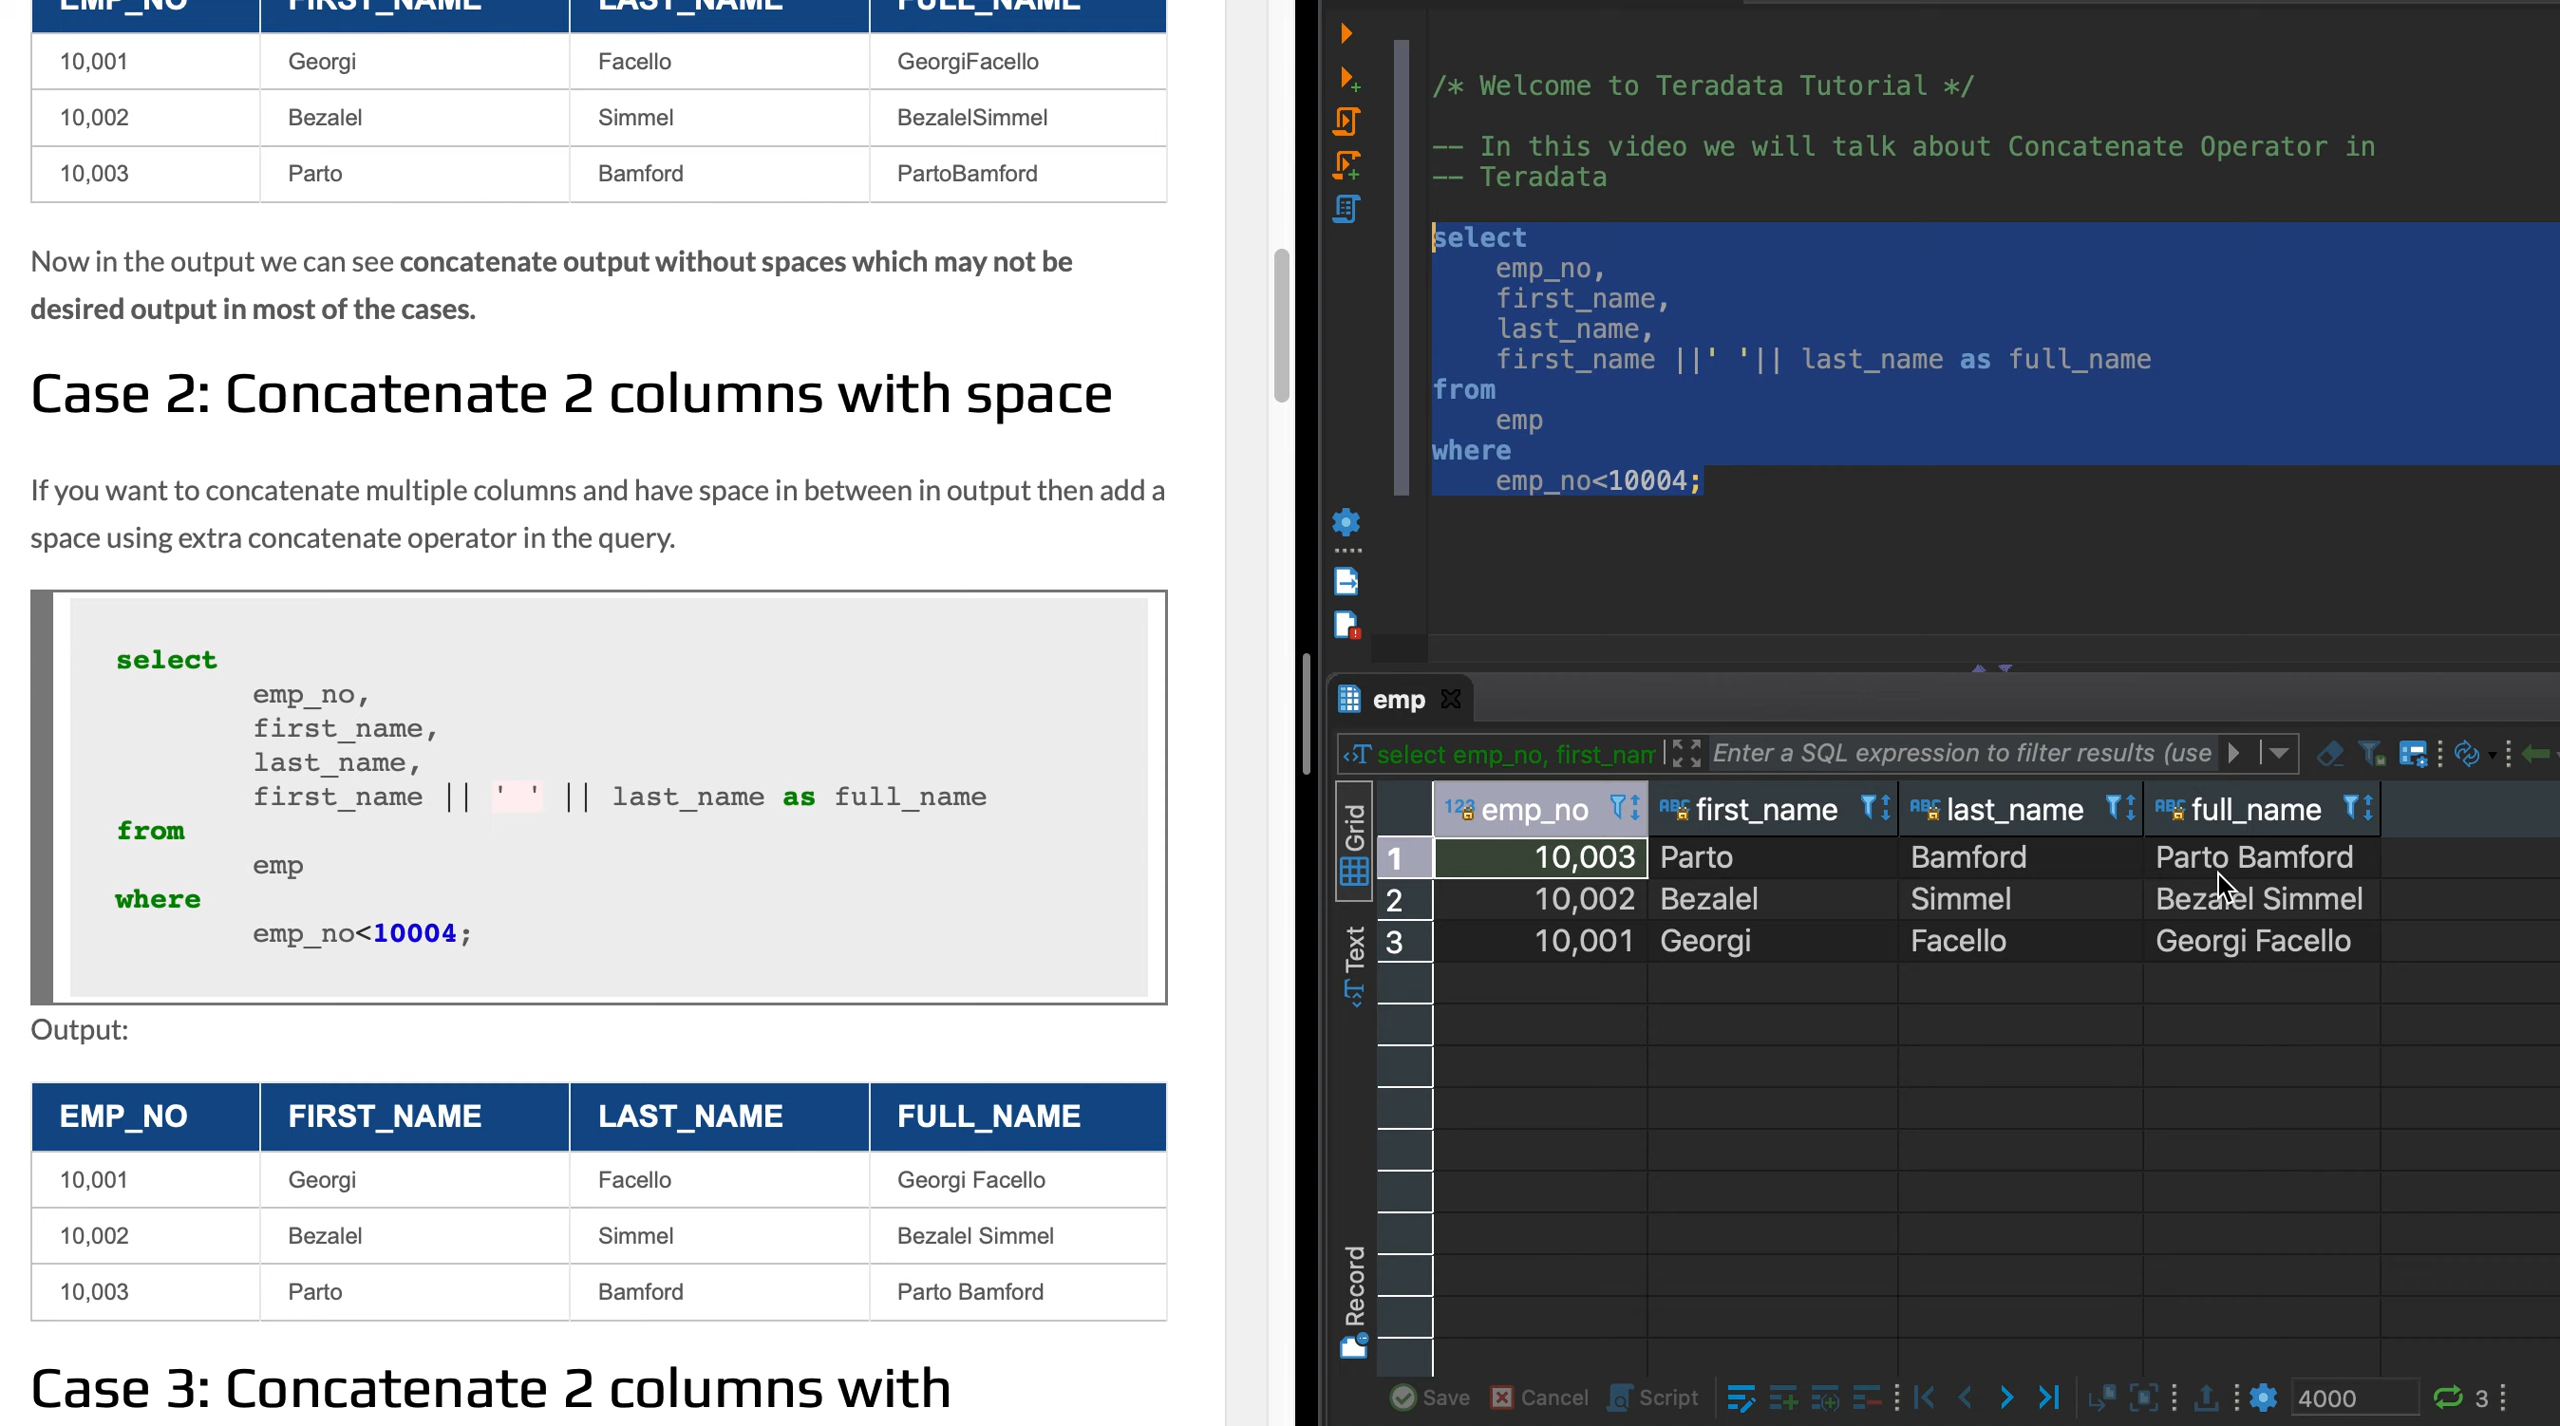 EMP_NO FIRST_NAME LAST_NAME FULL_NAME
10,001 Georgi Facello GeorgiFacello
10,002 Bezalel Simmel BezalelSimmel
10,003 Parto Bamford PartoBamford
Now in the output we can see concatenate output without spaces which may not be
desired output in most of the cases.
Case 2: Concatenate 2 columns with space
If you want to concatenate multiple columns and have space in between in output then add a
space using extra concatenate operator in the query.
select
emp_no,
first_name,
last_name,
first_name || ' ' || last_name as full_name
from
emp
where
emp_no<10004;
Output:
EMP_NO FIRST_NAME LAST_NAME FULL_NAME
10,001 Georgi Facello Georgi Facello
10,002 Bezalel Simmel Bezalel Simmel
10,003 Parto Bamford Parto Bamford
Case 3: Concatenate 2 columns with
/* Welcome to Teradata Tutorial */
-- In this video we will talk about Concatenate Operator in
-- Teradata
select
emp_no,
first_name,
last_name,
first_name ||' '|| last_name as full_name
from
emp
where
emp_no<10004;
emp
select emp_no, first_nam Enter a SQL expression to filter results (use
Grid
Text
Record
123 emp_no ABC first_name ABC last_name ABC full_name
1 10,003 Parto Bamford Parto Bamford
2 10,002 Bezalel Simmel Bezalel Simmel
3 10,001 Georgi Facello Georgi Facello
Save Cancel Script 4000 3